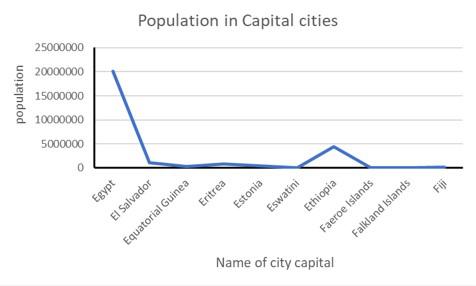 Population in Capital cities
population
25000000
20000000
15000000
10000000
5000000
0
Egypt
El Salvador
Equatorial Guinea
Eritrea
Estonia
Eswatini
Ethiopia
Faeroe Islands
Falkland Islands
Fiji
Name of city capital